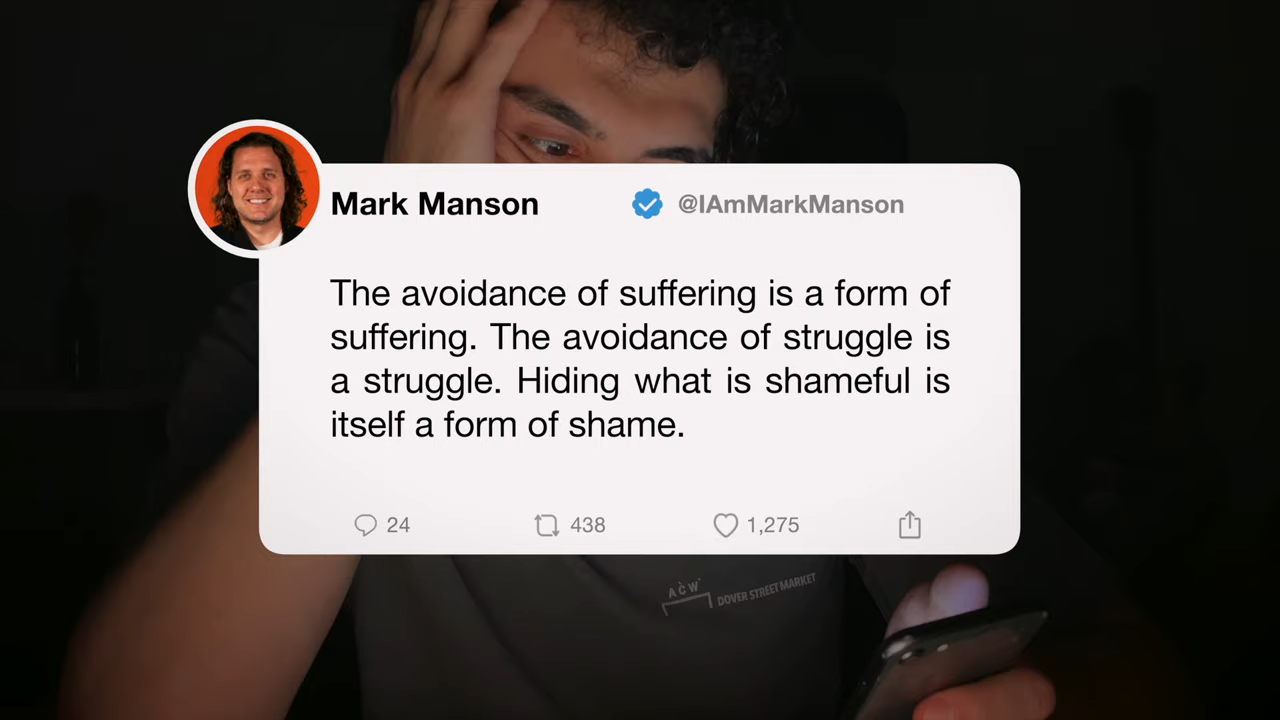 Mark Manson @IAmMarkManson
The avoidance of suffering is a form of
suffering. The avoidance of struggle is
a struggle. Hiding what is shameful is
itself a form of shame.
24 438 1,275
A C W
DOVER STREET MARKET